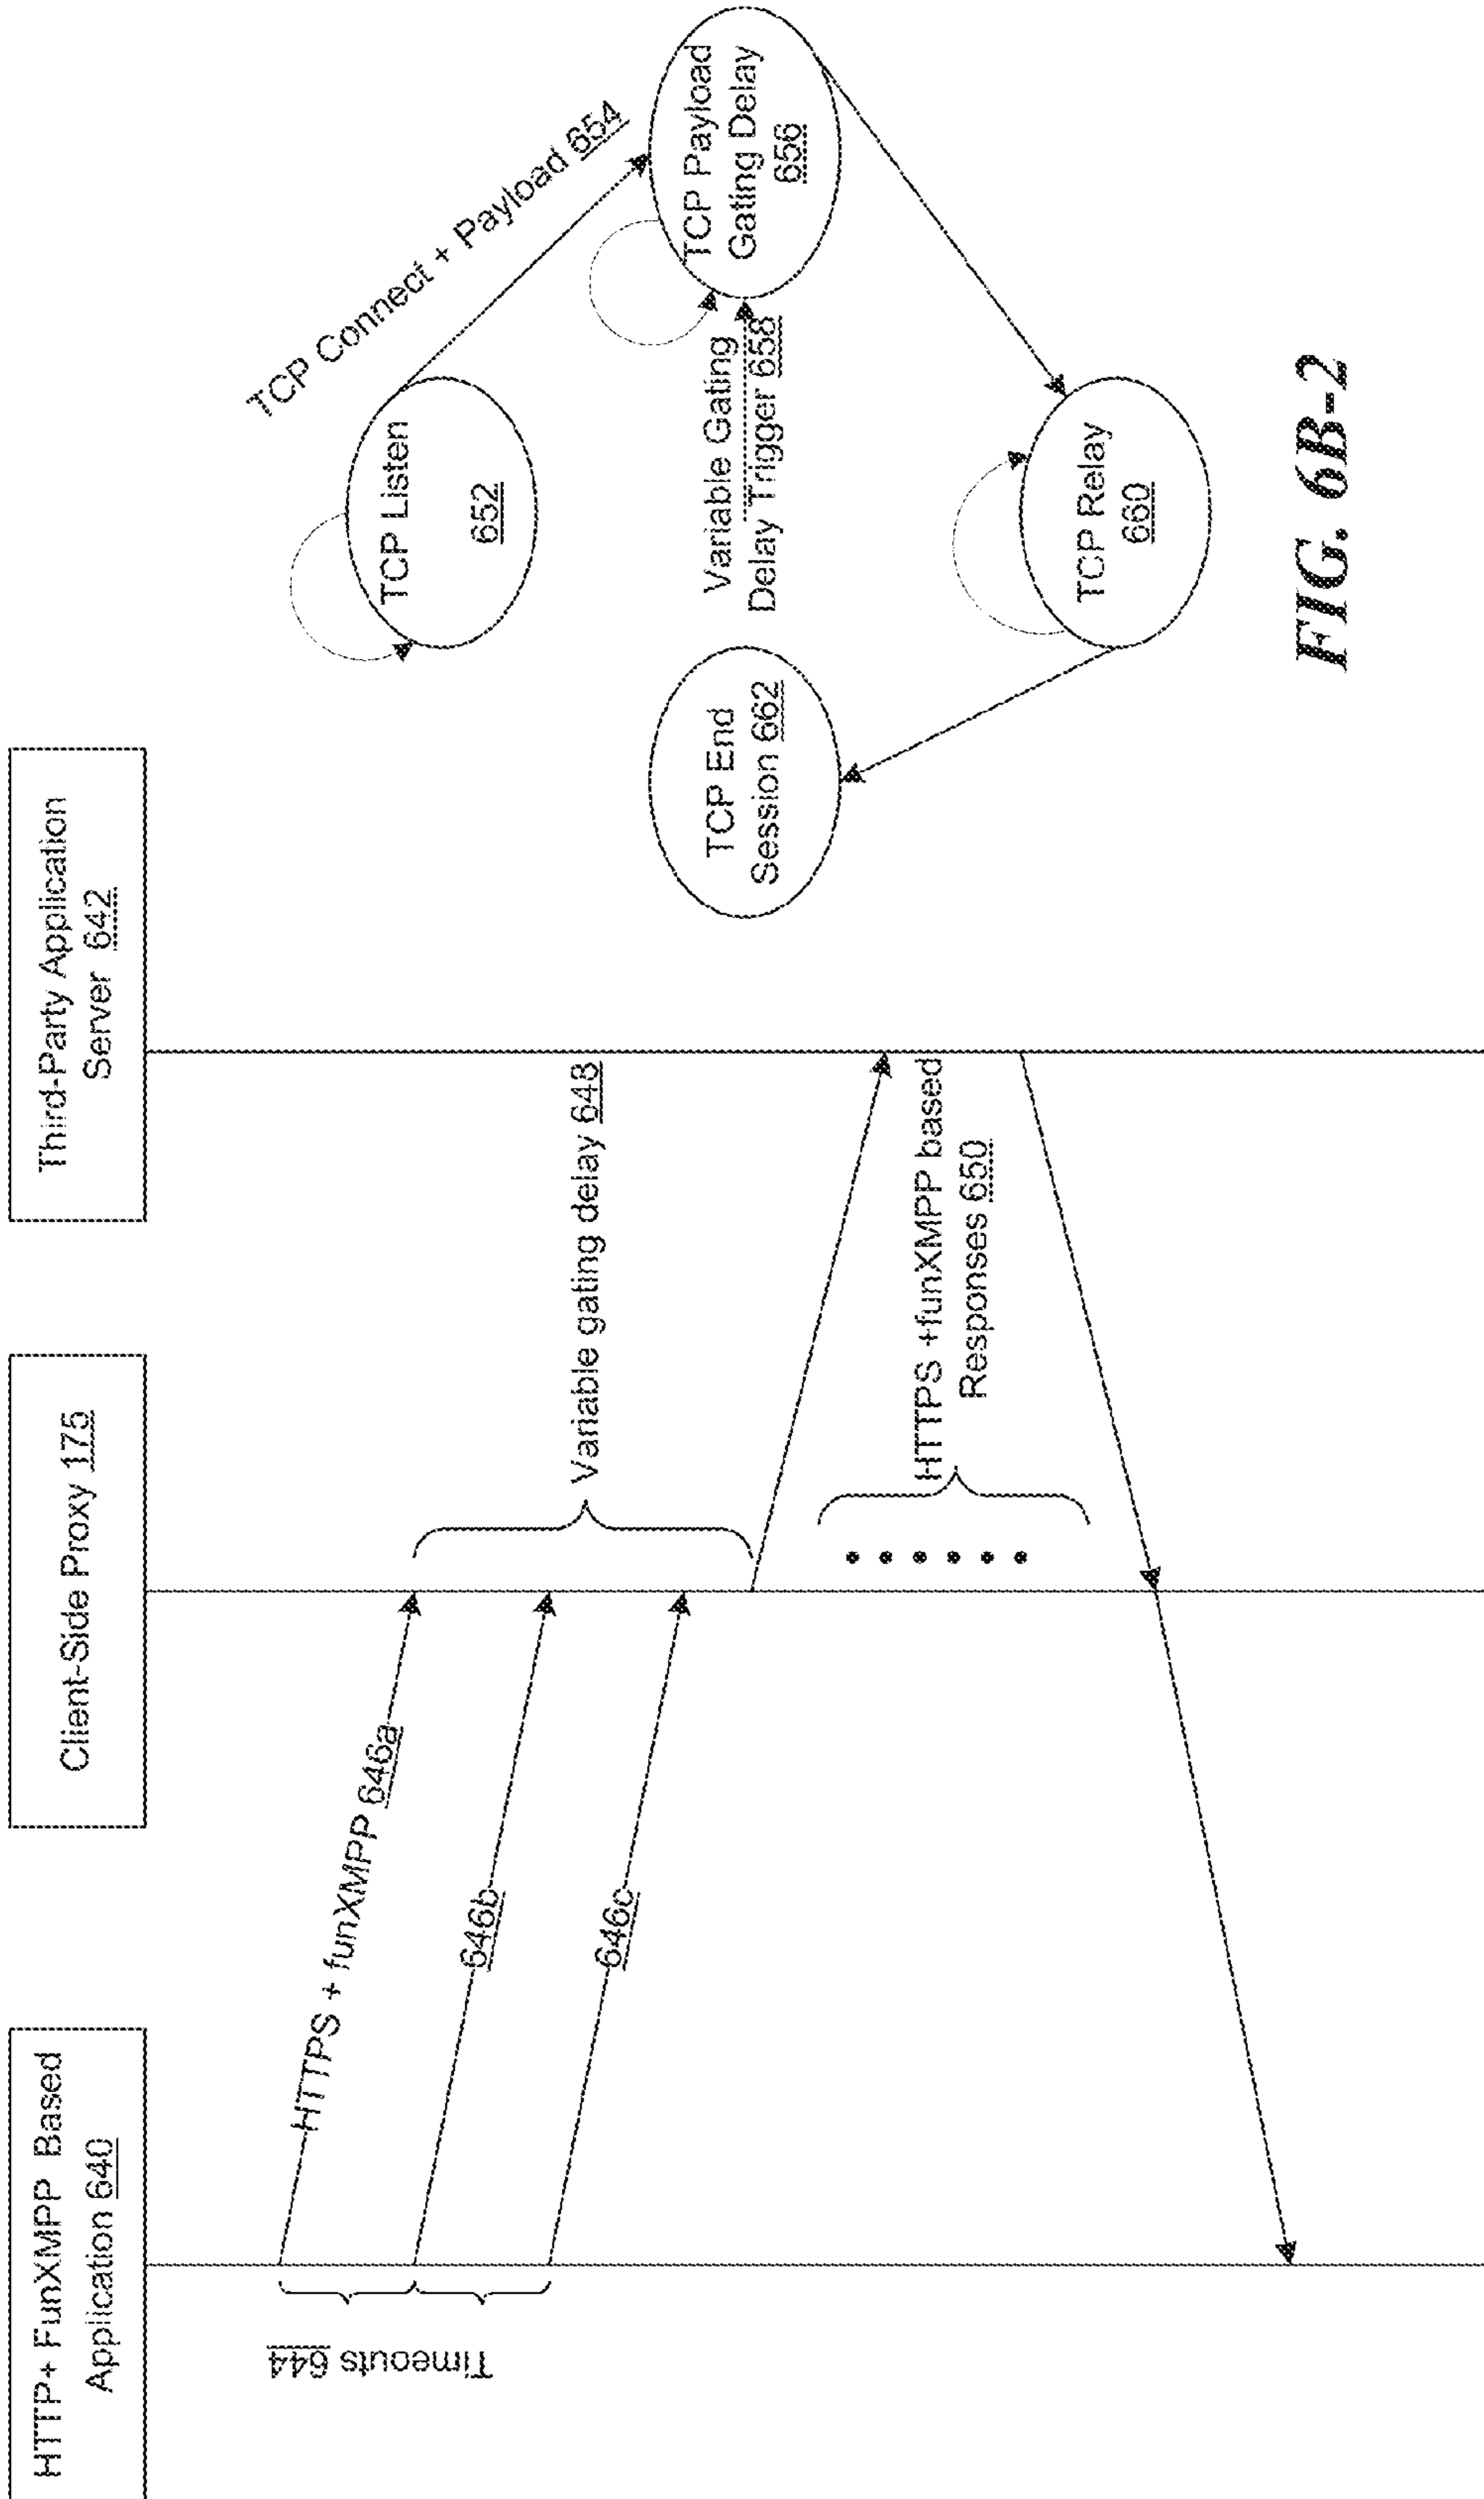 HTTP+ FunXMPP Based
Application 640
Client-Side Proxy 175
Third-Party Application
Server 642
Timeouts 644
HTTPS + funXMPP 646a
646b
646c
Variable gating delay 648
HTTPS +funXMPP based
Responses 650
TCP Listen
652
TCP Connect + Payload 654
TCP Payload
Gating Delay
656
Variable Gating
Delay Trigger 658
TCP End
Session 662
TCP Relay
660
FIG. 6B-2